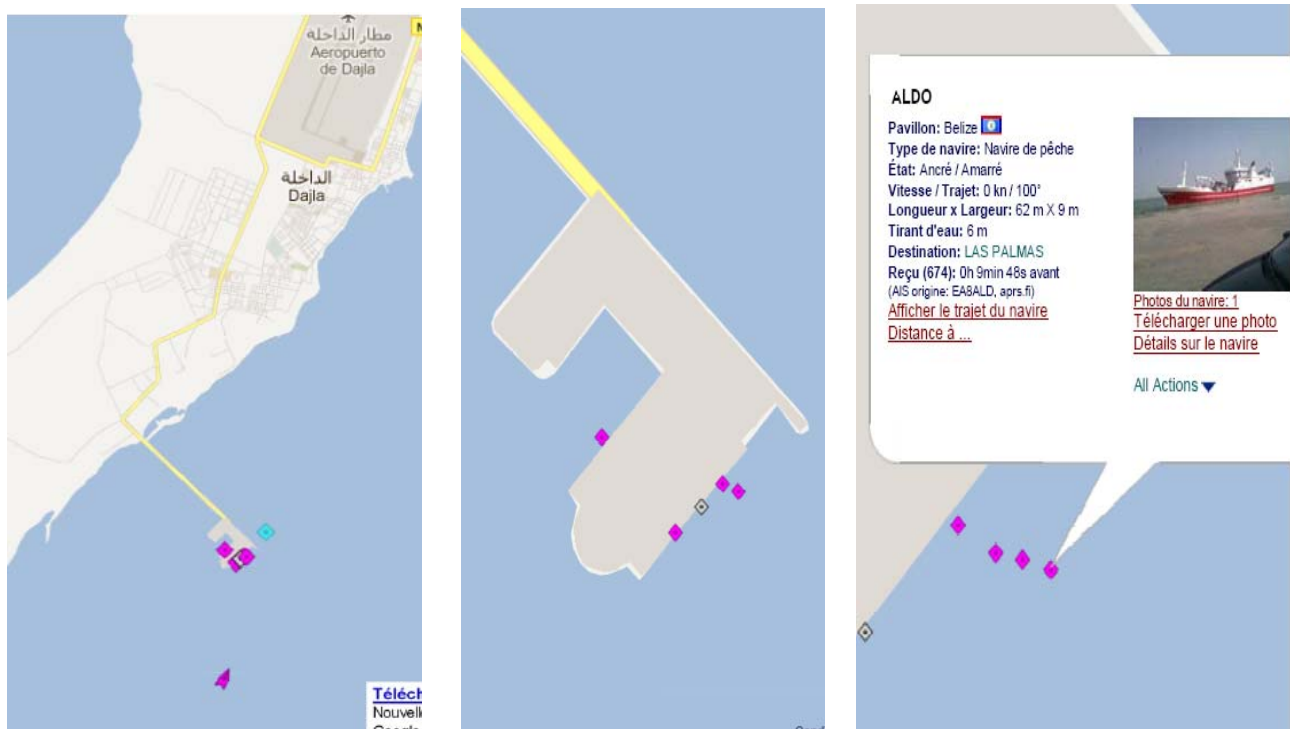 مطار الداخلة
Aeropuerto
de Dajla
الداخلة
Dajla
Téléch
Nouvell
ALDO
Pavillon: Belize
Type de navire: Navire de pêche
État: Ancré / Amarré
Vitesse / Trajet: 0 kn / 100°
Longueur x Largeur: 62 m X 9 m
Tirant d'eau: 6 m
Destination: LAS PALMAS
Reçu (674): 0h 9min 48s avant
(AIS origine: EA8ALD, aprs.fi)
Afficher le trajet du navire
Distance à ...
Photos du navire: 1
Télécharger une photo
Détails sur le navire
All Actions